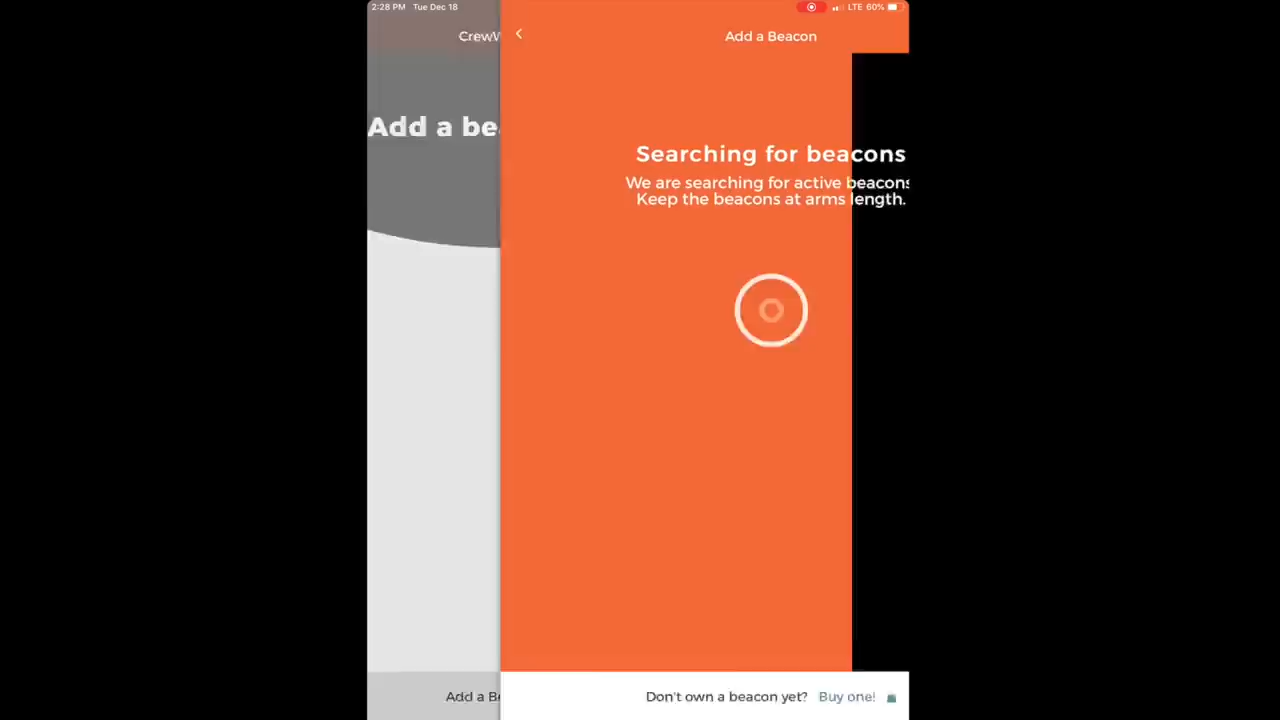 2:28 PM Tue Dec 18
LTE 60%
CrewW
Add a Beacon
Add a bea
Searching for beacons
We are searching for active beacons
Keep the beacons at arms length.
Add a Be
Don't own a beacon yet? Buy one!